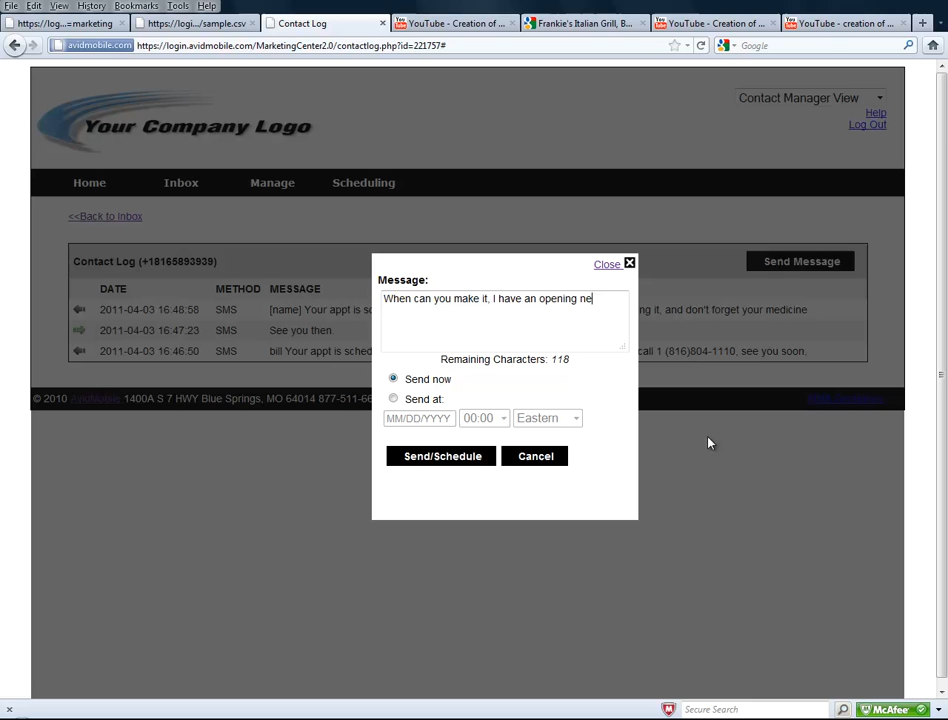 File Edit View History Bookmarks Tools Help
https://log...=marketing
https://logi.../sample.csv
Contact Log
YouTube - Creation of ...
Frankie's Italian Grill, B...
YouTube - Creation of ...
YouTube - creation of ...
avidmobile.com https://login.avidmobile.com/MarketingCenter2.0/contactlog.php?id=221757#
Google
Your Company Logo
Contact Manager View
Help
Log Out
Home Inbox Manage Scheduling
<<Back to Inbox
Contact Log (+18165893939)
Send Message
DATE METHOD MESSAGE
2011-04-03 16:48:58 SMS [name] Your appt is sc
ng it, and don't forget your medicine
2011-04-03 16:47:23 SMS See you then.
2011-04-03 16:46:50 SMS bill Your appt is sched
call 1 (816)804-1110, see you soon.
© 2010 AvidMobile 1400A S 7 HWY Blue Springs, MO 64014 877-511-66
Close
Message:
When can you make it, I have an opening ne
Remaining Characters: 118
Send now
Send at:
MM/DD/YYYY 00:00 Eastern
Send/Schedule Cancel
Secure Search
McAfee